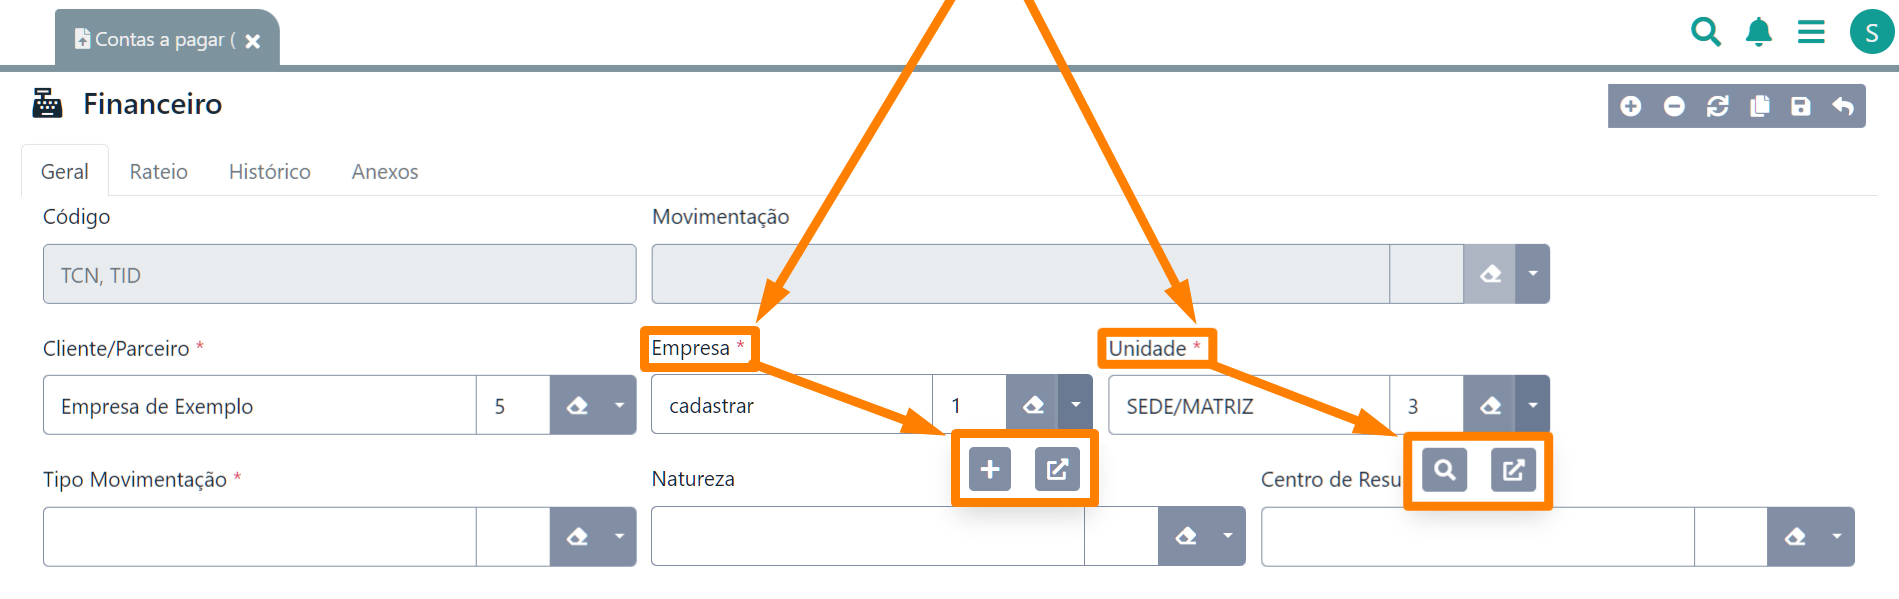 Contas a pagar (
S
Financeiro
Geral Rateio Histórico Anexos
Código Movimentação
TCN, TID
Cliente/Parceiro * Empresa * Unidade *
Empresa de Exemplo 5 cadastrar 1 SEDE/MATRIZ 3
Tipo Movimentação * Natureza Centro de Resu